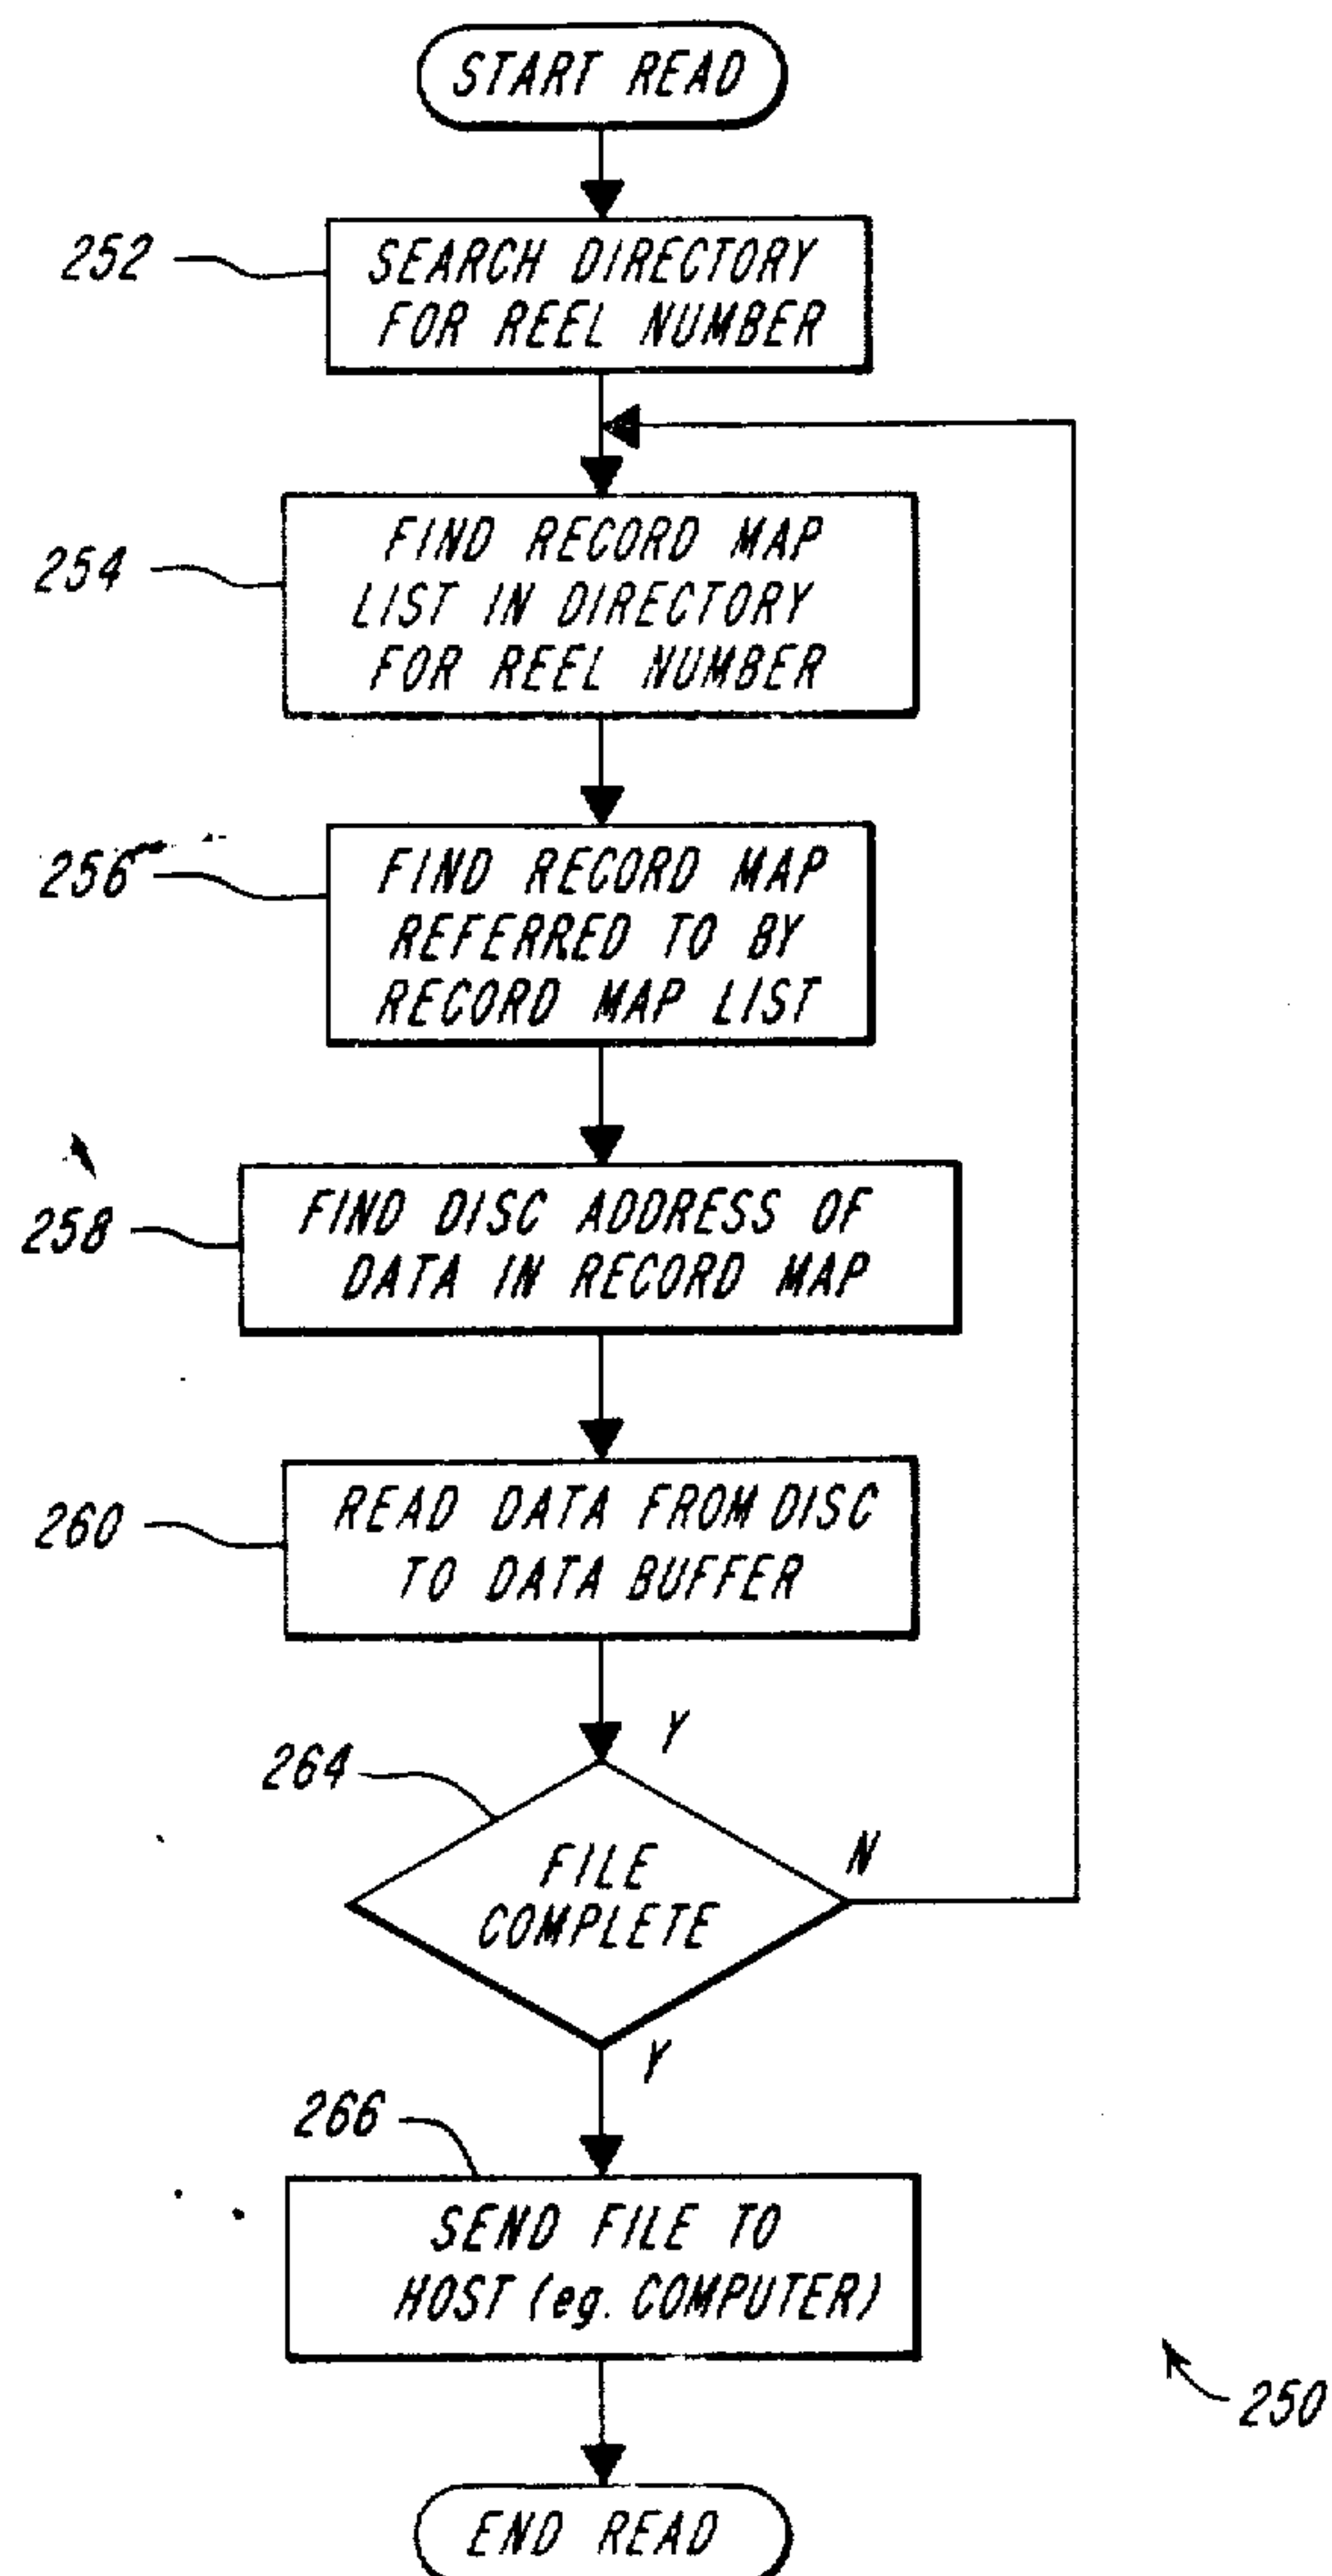 START READ
252
SEARCH DIRECTORY
FOR REEL NUMBER
254
FIND RECORD MAP
LIST IN DIRECTORY
FOR REEL NUMBER
256
FIND RECORD MAP
REFERRED TO BY
RECORD MAP LIST
258
FIND DISC ADDRESS OF
DATA IN RECORD MAP
260
READ DATA FROM DISC
TO DATA BUFFER
Y
264
FILE
COMPLETE
N
Y
266
SEND FILE TO
HOST (eg. COMPUTER)
250
END READ